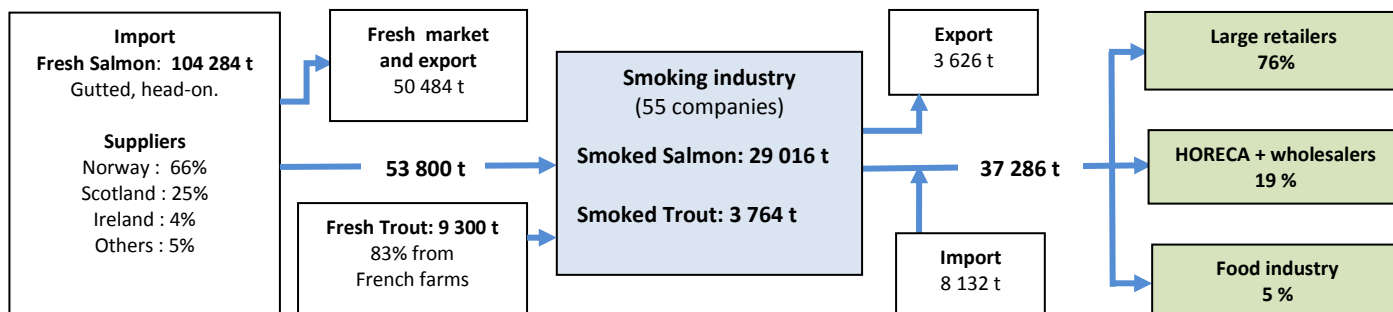 Import
Fresh Salmon: 104 284 t
Gutted, head-on.
Suppliers
Norway : 66%
Scotland : 25%
Ireland : 4%
Others : 5%
Fresh market
and export
50 484 t
53 800 t
Fresh Trout: 9 300 t
83% from
French farms
Smoking industry
(55 companies)
Smoked Salmon: 29 016 t
Smoked Trout: 3 764 t
Export
3 626 t
37 286 t
Import
8 132 t
Large retailers
76%
HORECA + wholesalers
19 %
Food industry
5 %